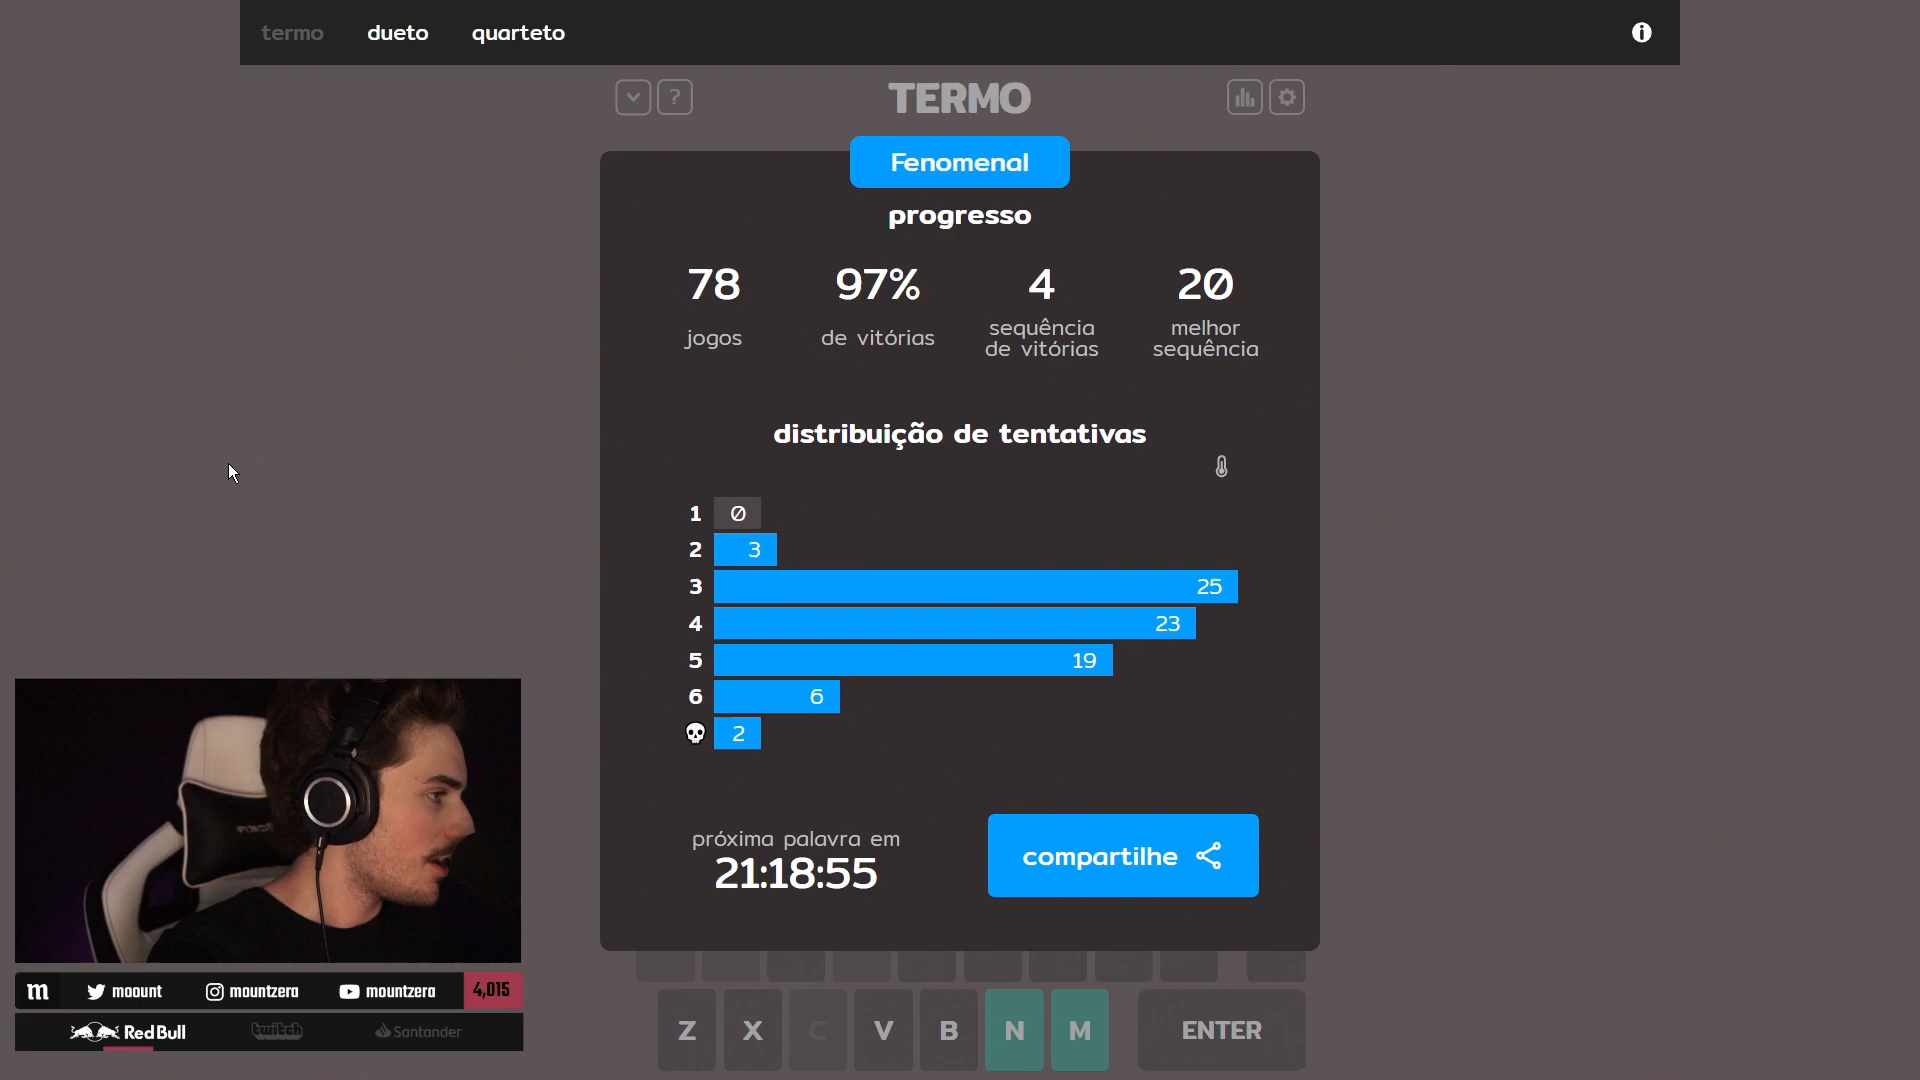 termo dueto quarteto
? TERMO
Fenomenal
progresso
78 97% 4 20
jogos de vitórias sequência de vitórias melhor sequência
distribuição de tentativas
1 0
2 3
3 25
4 23
5 19
6 6
2
próxima palavra em
21:18:55
compartilhe
Z X C V B N M ENTER
m moount mountzera mountzera 4,015
Red Bull twitch Santander